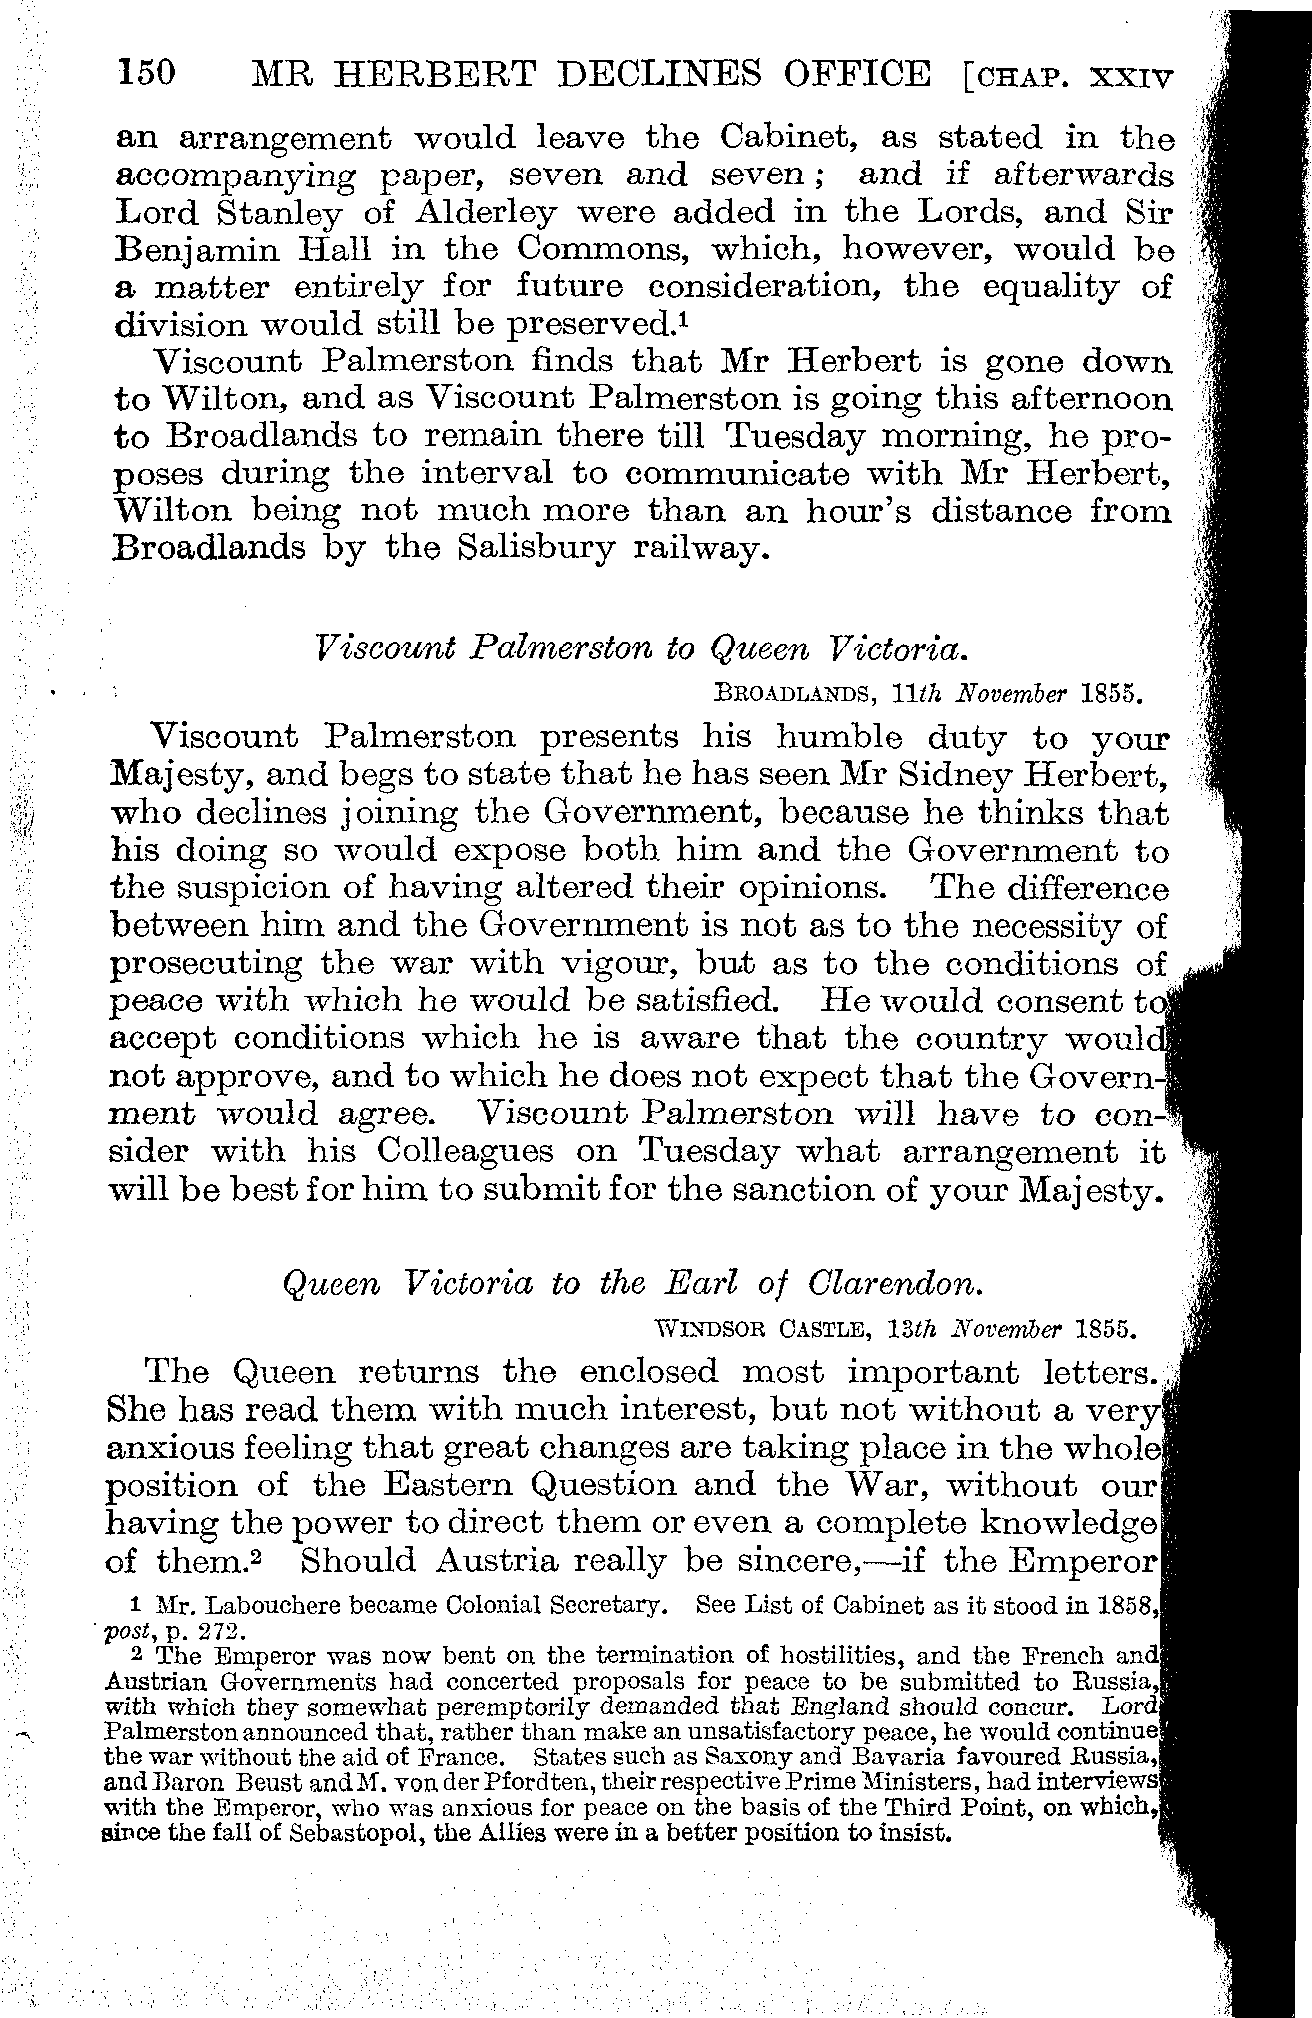 150 MR HERBERT DECLINES OFFICE [CHAP. XXIV
an arrangement would leave the Cabinet, as stated in the
accompanying paper, seven and seven; and if afterwards
Lord Stanley of Alderley were added in the Lords, and Sir
Benjamin Hall in the Commons, which, however, would be
a matter entirely for future consideration, the equality of
division would still be preserved.¹
Viscount Palmerston finds that Mr Herbert is gone down
to Wilton, and as Viscount Palmerston is going this afternoon
to Broadlands to remain there till Tuesday morning, he pro-
poses during the interval to communicate with Mr Herbert,
Wilton being not much more than an hour's distance from
Broadlands by the Salisbury railway.
Viscount Palmerston to Queen Victoria.
BROADLANDS, 11th November 1855.
Viscount Palmerston presents his humble duty to your
Majesty, and begs to state that he has seen Mr Sidney Herbert,
who declines joining the Government, because he thinks that
his doing so would expose both him and the Government to
the suspicion of having altered their opinions. The difference
between him and the Government is not as to the necessity of
prosecuting the war with vigour, but as to the conditions of
peace with which he would be satisfied. He would consent to
accept conditions which he is aware that the country would
not approve, and to which he does not expect that the Govern-
ment would agree. Viscount Palmerston will have to con-
sider with his Colleagues on Tuesday what arrangement it
will be best for him to submit for the sanction of your Majesty.
Queen Victoria to the Earl of Clarendon.
WINDSOR CASTLE, 13th November 1855.
The Queen returns the enclosed most important letters.
She has read them with much interest, but not without a very
anxious feeling that great changes are taking place in the whole
position of the Eastern Question and the War, without our
having the power to direct them or even a complete knowledge
of them.² Should Austria really be sincere,—if the Emperor
1 Mr. Labouchere became Colonial Secretary. See List of Cabinet as it stood in 1858,
post, p. 272.
2 The Emperor was now bent on the termination of hostilities, and the French and
Austrian Governments had concerted proposals for peace to be submitted to Russia,
with which they somewhat peremptorily demanded that England should concur. Lord
Palmerston announced that, rather than make an unsatisfactory peace, he would continue
the war without the aid of France. States such as Saxony and Bavaria favoured Russia,
and Baron Beust and M. von der Pfordten, their respective Prime Ministers, had interviews
with the Emperor, who was anxious for peace on the basis of the Third Point, on which,
since the fall of Sebastopol, the Allies were in a better position to insist.